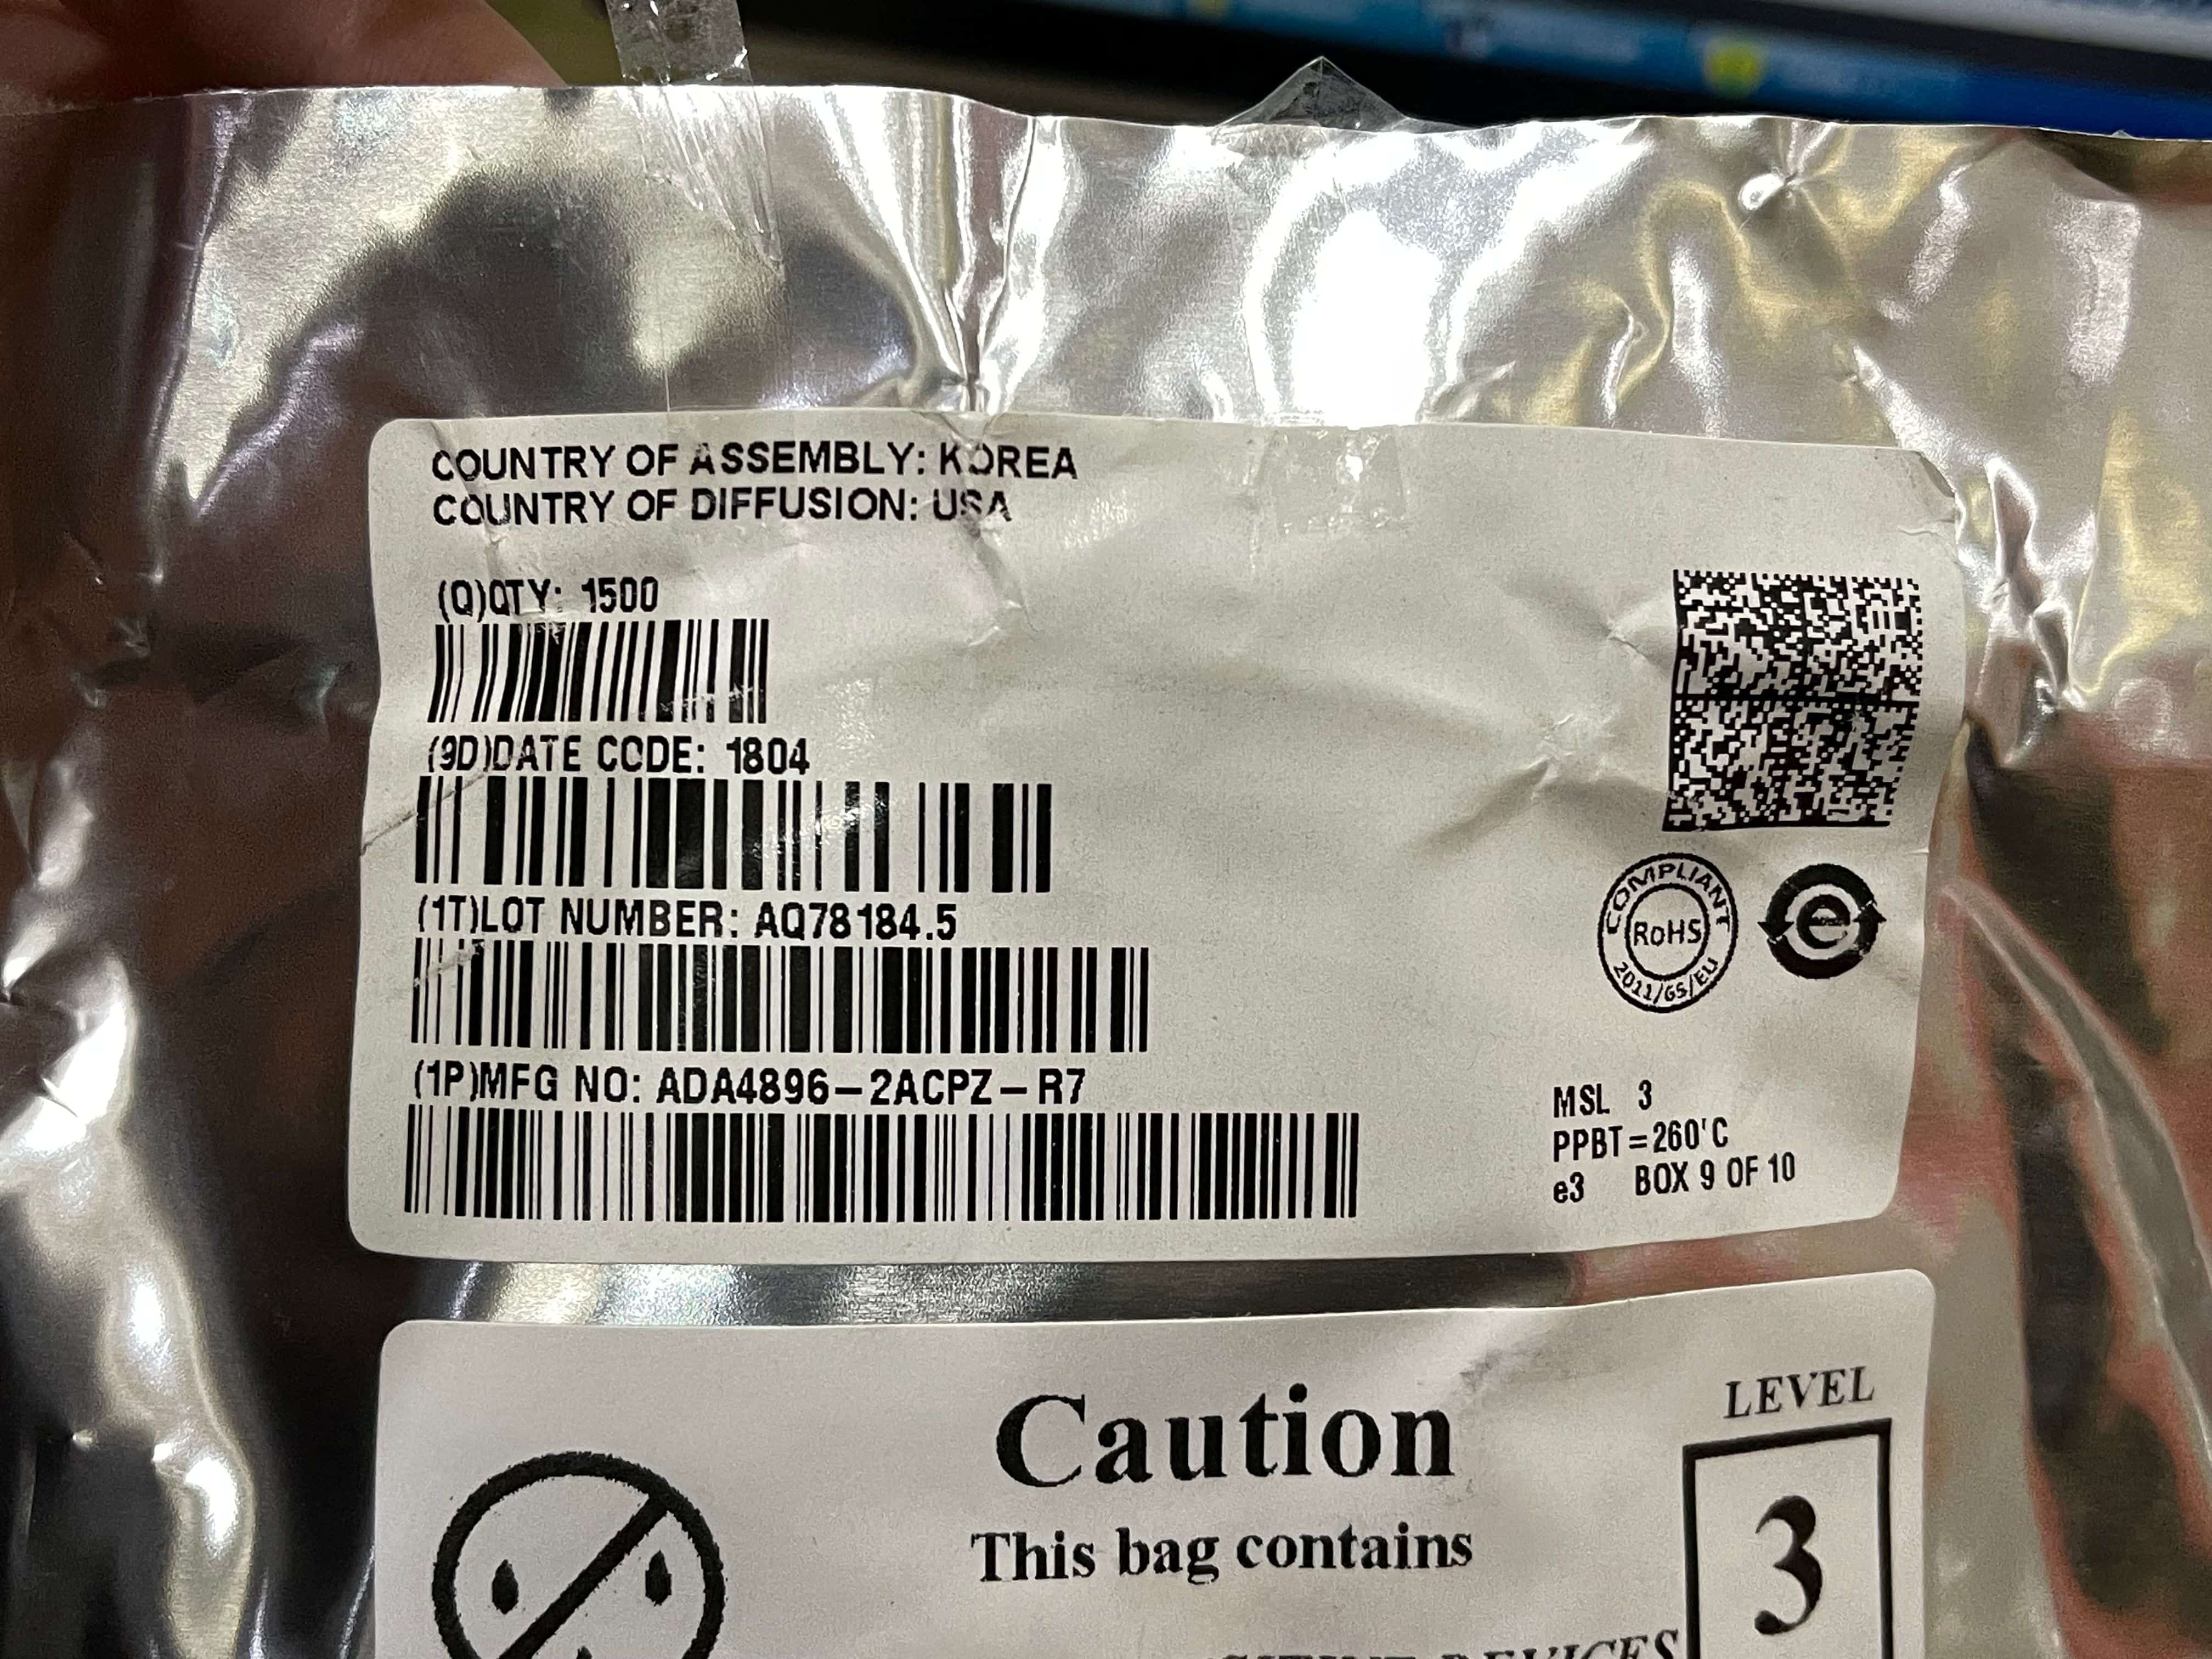 COUNTRY OF ASSEMBLY: KOREA
COUNTRY OF DIFFUSION: USA
(Q)QTY: 1500
(9D)DATE CODE: 1804
(1T)LOT NUMBER: AQ78184.5
(1P)MFG NO: ADA4896-2ACPZ-R7
COMPLIANT
RoHS
2011/65/EU
e
MSL 3
PPBT=260'C
e3 BOX 9 OF 10
Caution
This bag contains
LEVEL
3
DEVICES